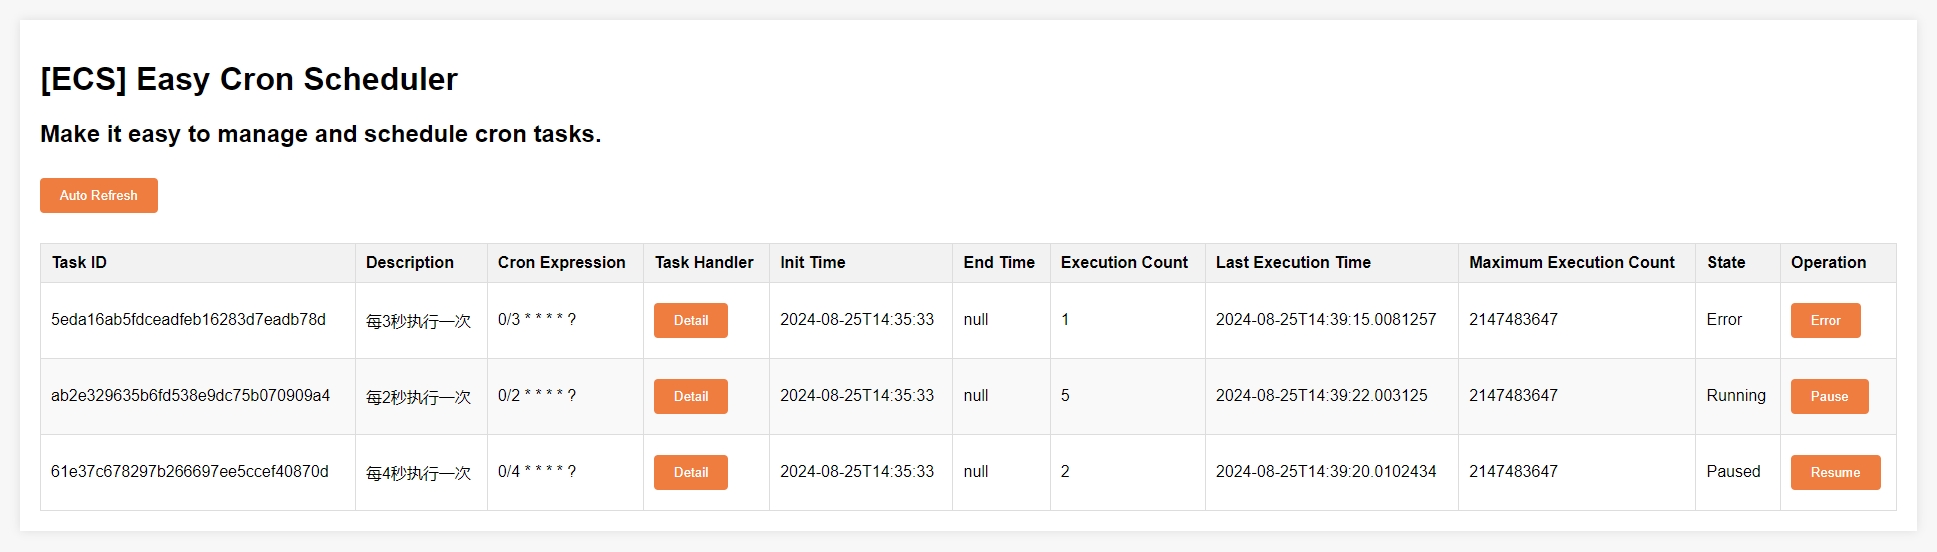 [ECS] Easy Cron Scheduler
Make it easy to manage and schedule cron tasks.
Auto Refresh
Task ID Description Cron Expression Task Handler Init Time End Time Execution Count Last Execution Time Maximum Execution Count State Operation
5eda16ab5fdceadfeb16283d7eadb78d 每3秒执行一次 0/3 * * * * ? Detail 2024-08-25T14:35:33 null 1 2024-08-25T14:39:15.0081257 2147483647 Error Error
ab2e329635b6fd538e9dc75b070909a4 每2秒执行一次 0/2 * * * * ? Detail 2024-08-25T14:35:33 null 5 2024-08-25T14:39:22.003125 2147483647 Running Pause
61e37c678297b266697ee5ccef40870d 每4秒执行一次 0/4 * * * * ? Detail 2024-08-25T14:35:33 null 2 2024-08-25T14:39:20.0102434 2147483647 Paused Resume